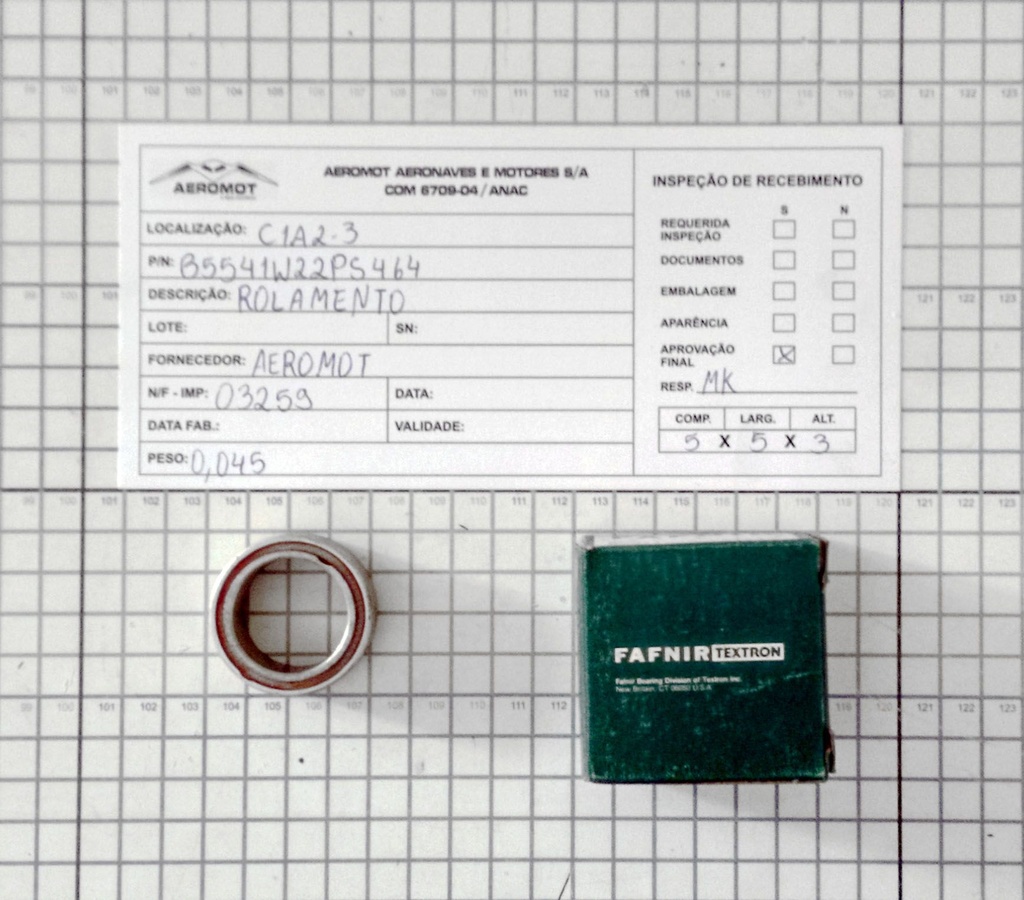 AEROMOT
AEROMOT AERONAVES E MOTORES S/A
COM 6709-04 / ANAC
LOCALIZAÇÃO: C1A2-3
P/N: B5541W22PS464
DESCRIÇÃO: ROLAMENTO
LOTE: SN:
FORNECEDOR: AEROMOT
N/F - IMP: 03259 DATA:
DATA FAB.: VALIDADE:
PESO: 0,045
INSPEÇÃO DE RECEBIMENTO
S N
REQUERIDA
INSPEÇÃO
DOCUMENTOS
EMBALAGEM
APARÊNCIA
APROVAÇÃO
FINAL X
RESP. MK
COMP. LARG. ALT.
5 X 5 X 3
FAFNIR TEXTRON
Fafnir Bearing Division of Textron Inc.
New Britain, CT 06050 U.S.A.